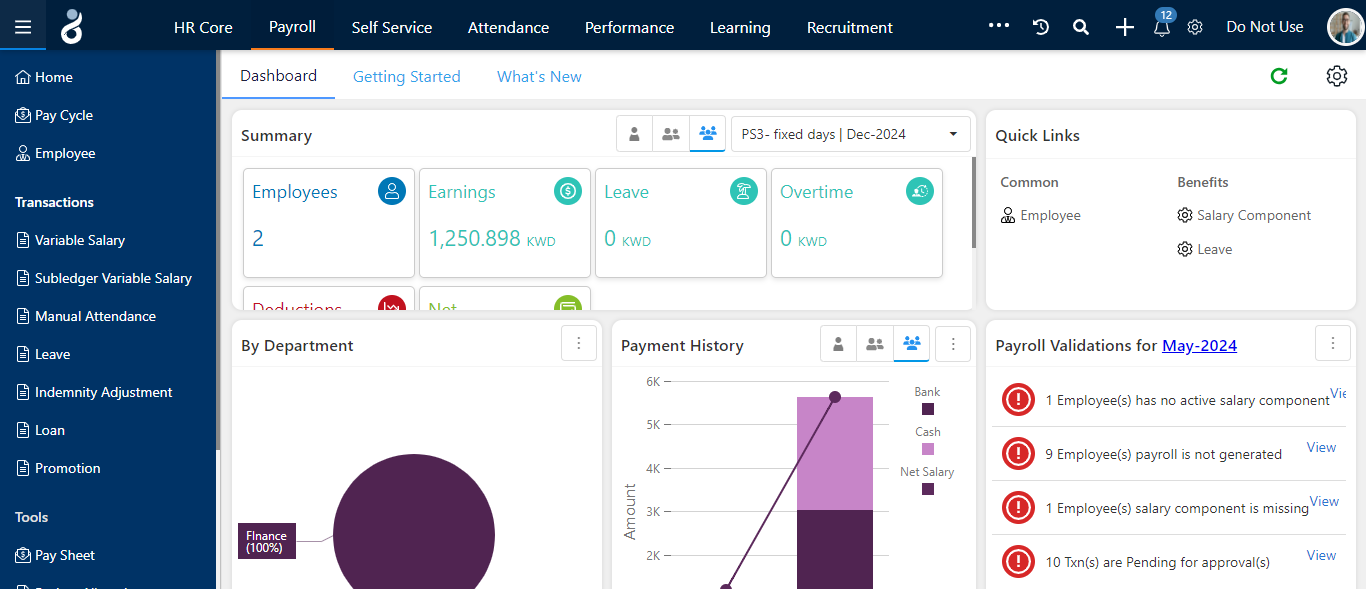 HR Core
Payroll
Self Service
Attendance
Performance
Learning
Recruitment
12
Do Not Use
Home
Pay Cycle
Employee
Transactions
Variable Salary
Subledger Variable Salary
Manual Attendance
Leave
Indemnity Adjustment
Loan
Promotion
Tools
Pay Sheet
Dashboard
Getting Started
What's New
Summary
PS3- fixed days | Dec-2024
Employees
2
Earnings
1,250.898 KWD
Leave
0 KWD
Overtime
0 KWD
Deductions
Net
Quick Links
Common
Employee
Benefits
Salary Component
Leave
By Department
FInance
(100%)
Payment History
6K
5K
4K
3K
2K
Amount
Bank
Cash
Net Salary
Payroll Validations for May-2024
1 Employee(s) has no active salary component
Vie
9 Employee(s) payroll is not generated
View
1 Employee(s) salary component is missing
View
10 Txn(s) are Pending for approval(s)
View